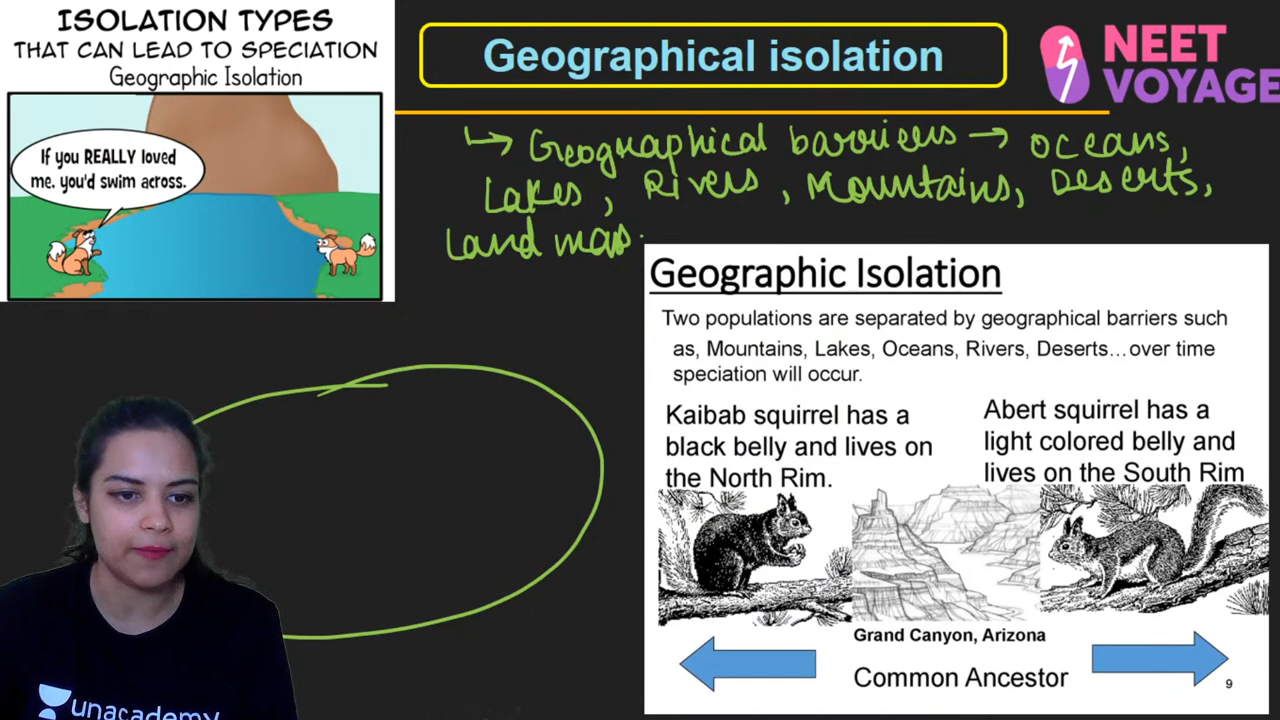 ISOLATION TYPES
THAT CAN LEAD TO SPECIATION
Geographic Isolation
If you REALLY loved
me, you'd swim across.
Geographical isolation
NEET
VOYAGE
↳ Geographical barriers → oceans,
Lakes, Rivers, Mountains, Deserts,
Land mas.
Geographic Isolation
Two populations are separated by geographical barriers such
as, Mountains, Lakes, Oceans, Rivers, Deserts…over time
speciation will occur.
Kaibab squirrel has a
black belly and lives on
the North Rim.
Abert squirrel has a
light colored belly and
lives on the South Rim
Grand Canyon, Arizona
Common Ancestor
9
unacademy